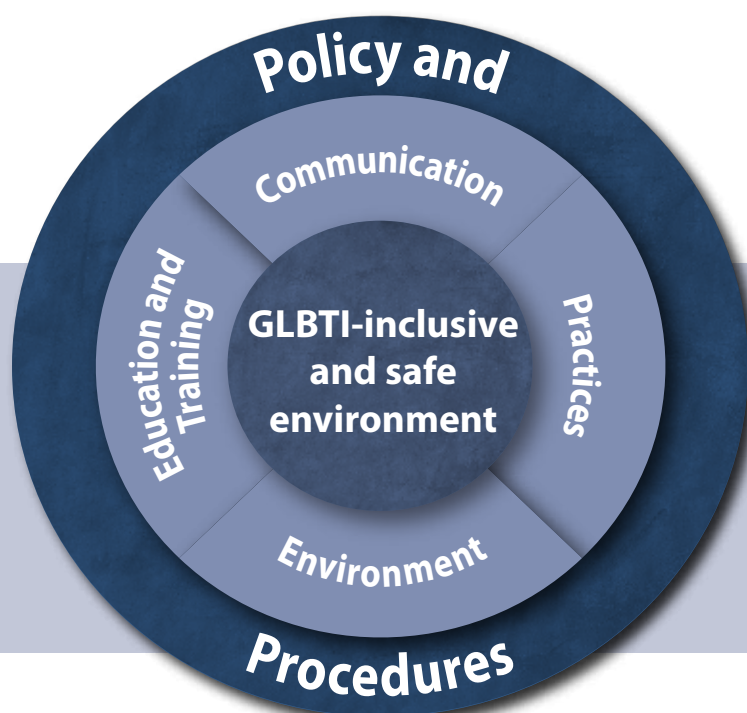 Policy and
Communication
Education and
Training
GLBTI-inclusive
and safe
environment
Practices
Environment
Procedures